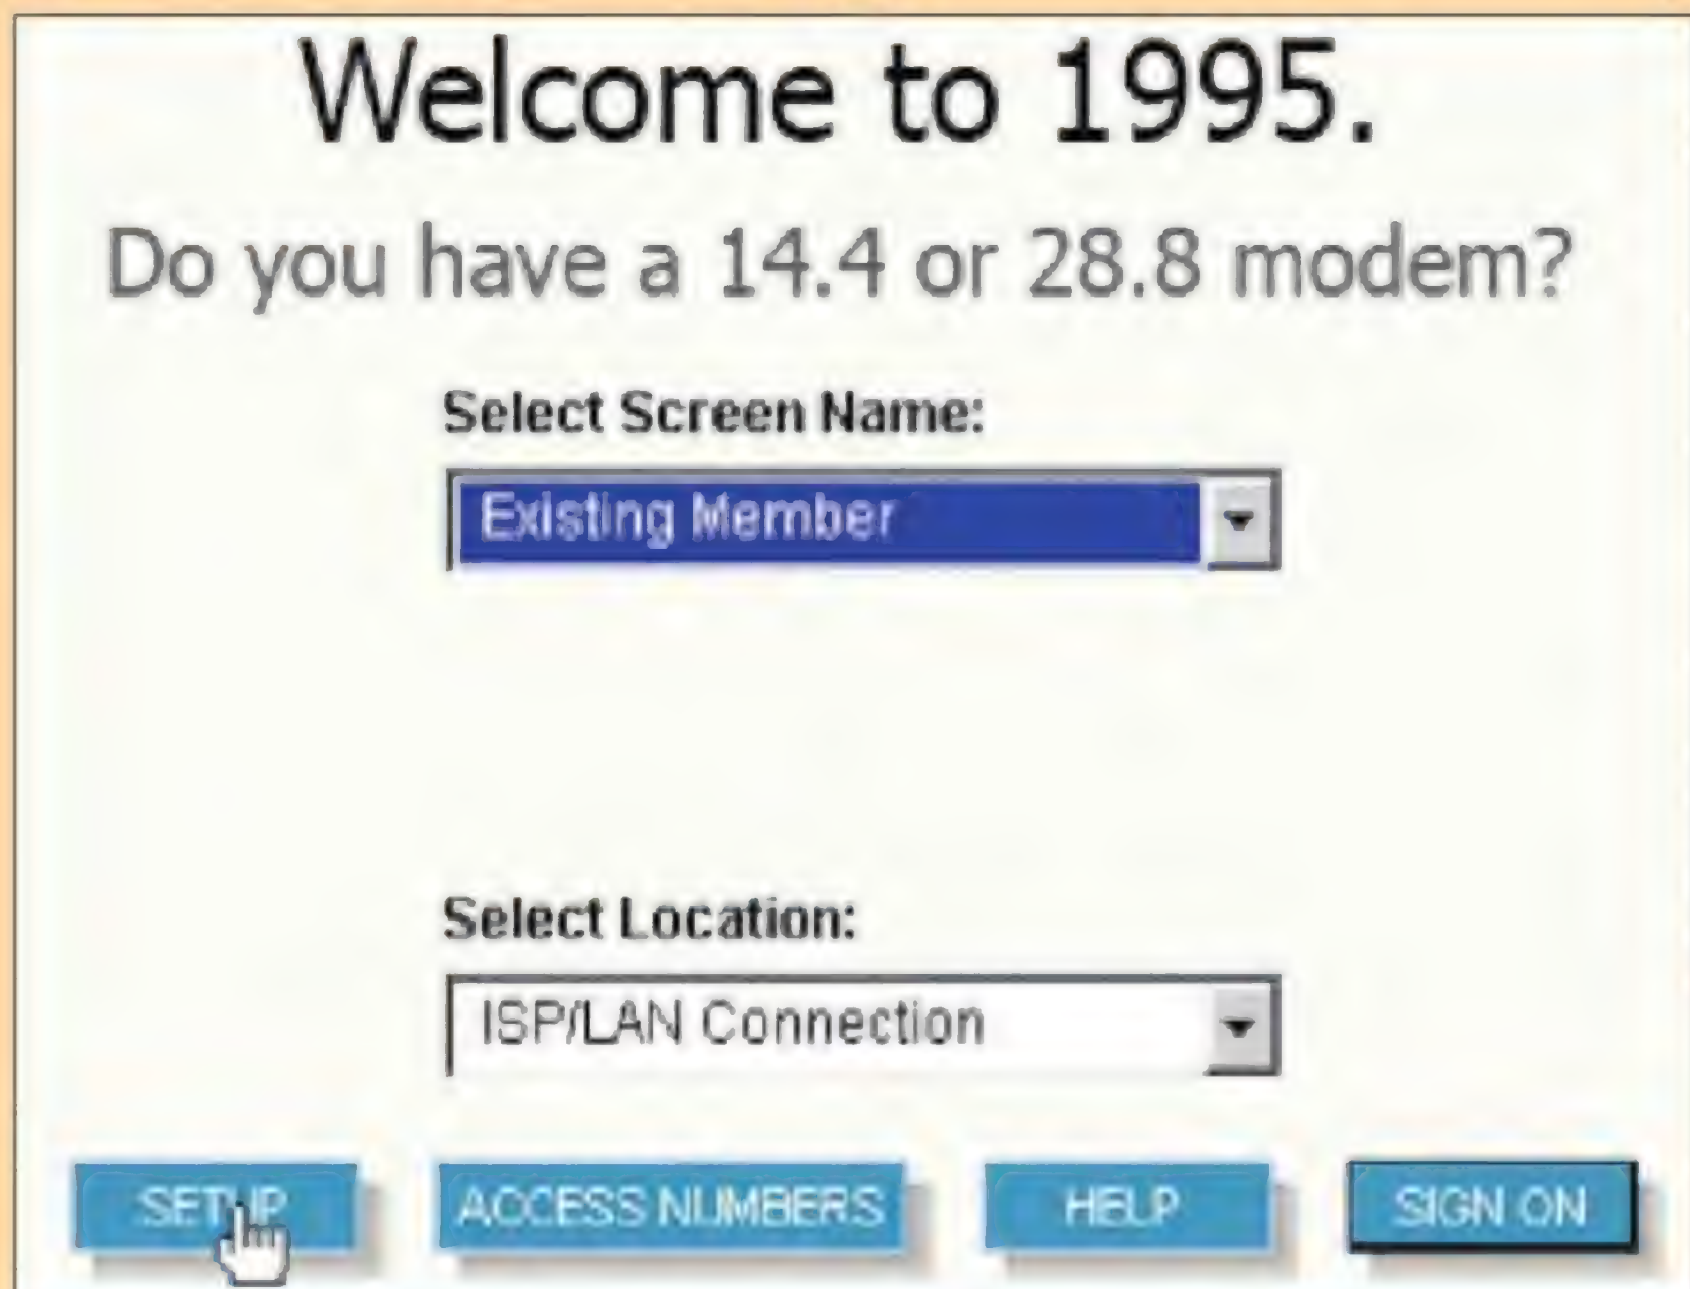 Welcome to 1995.
Do you have a 14.4 or 28.8 modem?
Select Screen Name:
Existing Member
Select Location:
ISP/LAN Connection
SETUP ACCESS NUMBERS HELP SIGN ON